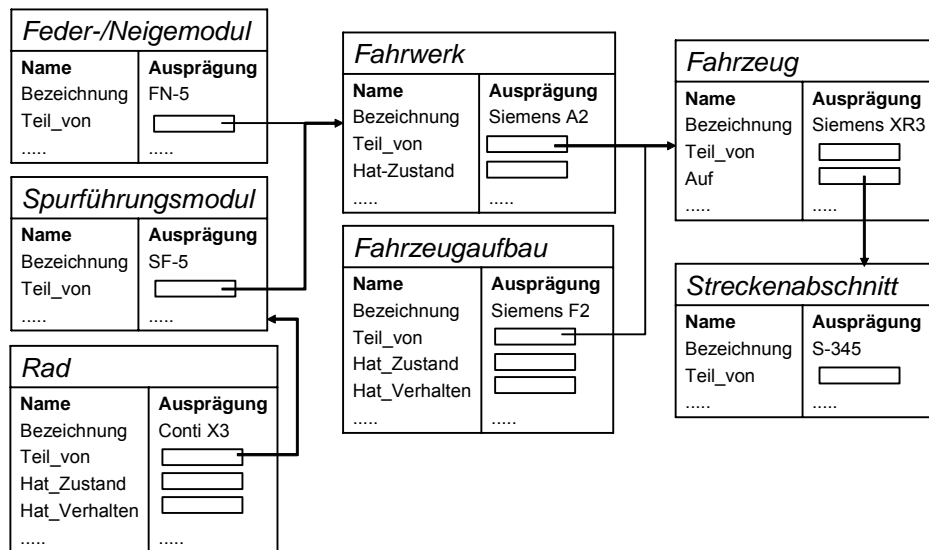 Feder-/Neigemodul
Name Ausprägung
Bezeichnung FN-5
Teil_von
..... .....
Spurführungsmodul
Name Ausprägung
Bezeichnung SF-5
Teil_von
..... .....
Rad
Name Ausprägung
Bezeichnung Conti X3
Teil_von
Hat_Zustand
Hat_Verhalten
..... .....
Fahrwerk
Name Ausprägung
Bezeichnung Siemens A2
Teil_von
Hat-Zustand
..... .....
Fahrzeugaufbau
Name Ausprägung
Bezeichnung Siemens F2
Teil_von
Hat_Zustand
Hat_Verhalten
..... .....
Fahrzeug
Name Ausprägung
Bezeichnung Siemens XR3
Teil_von
Auf
..... .....
Streckenabschnitt
Name Ausprägung
Bezeichnung S-345
Teil_von
..... .....